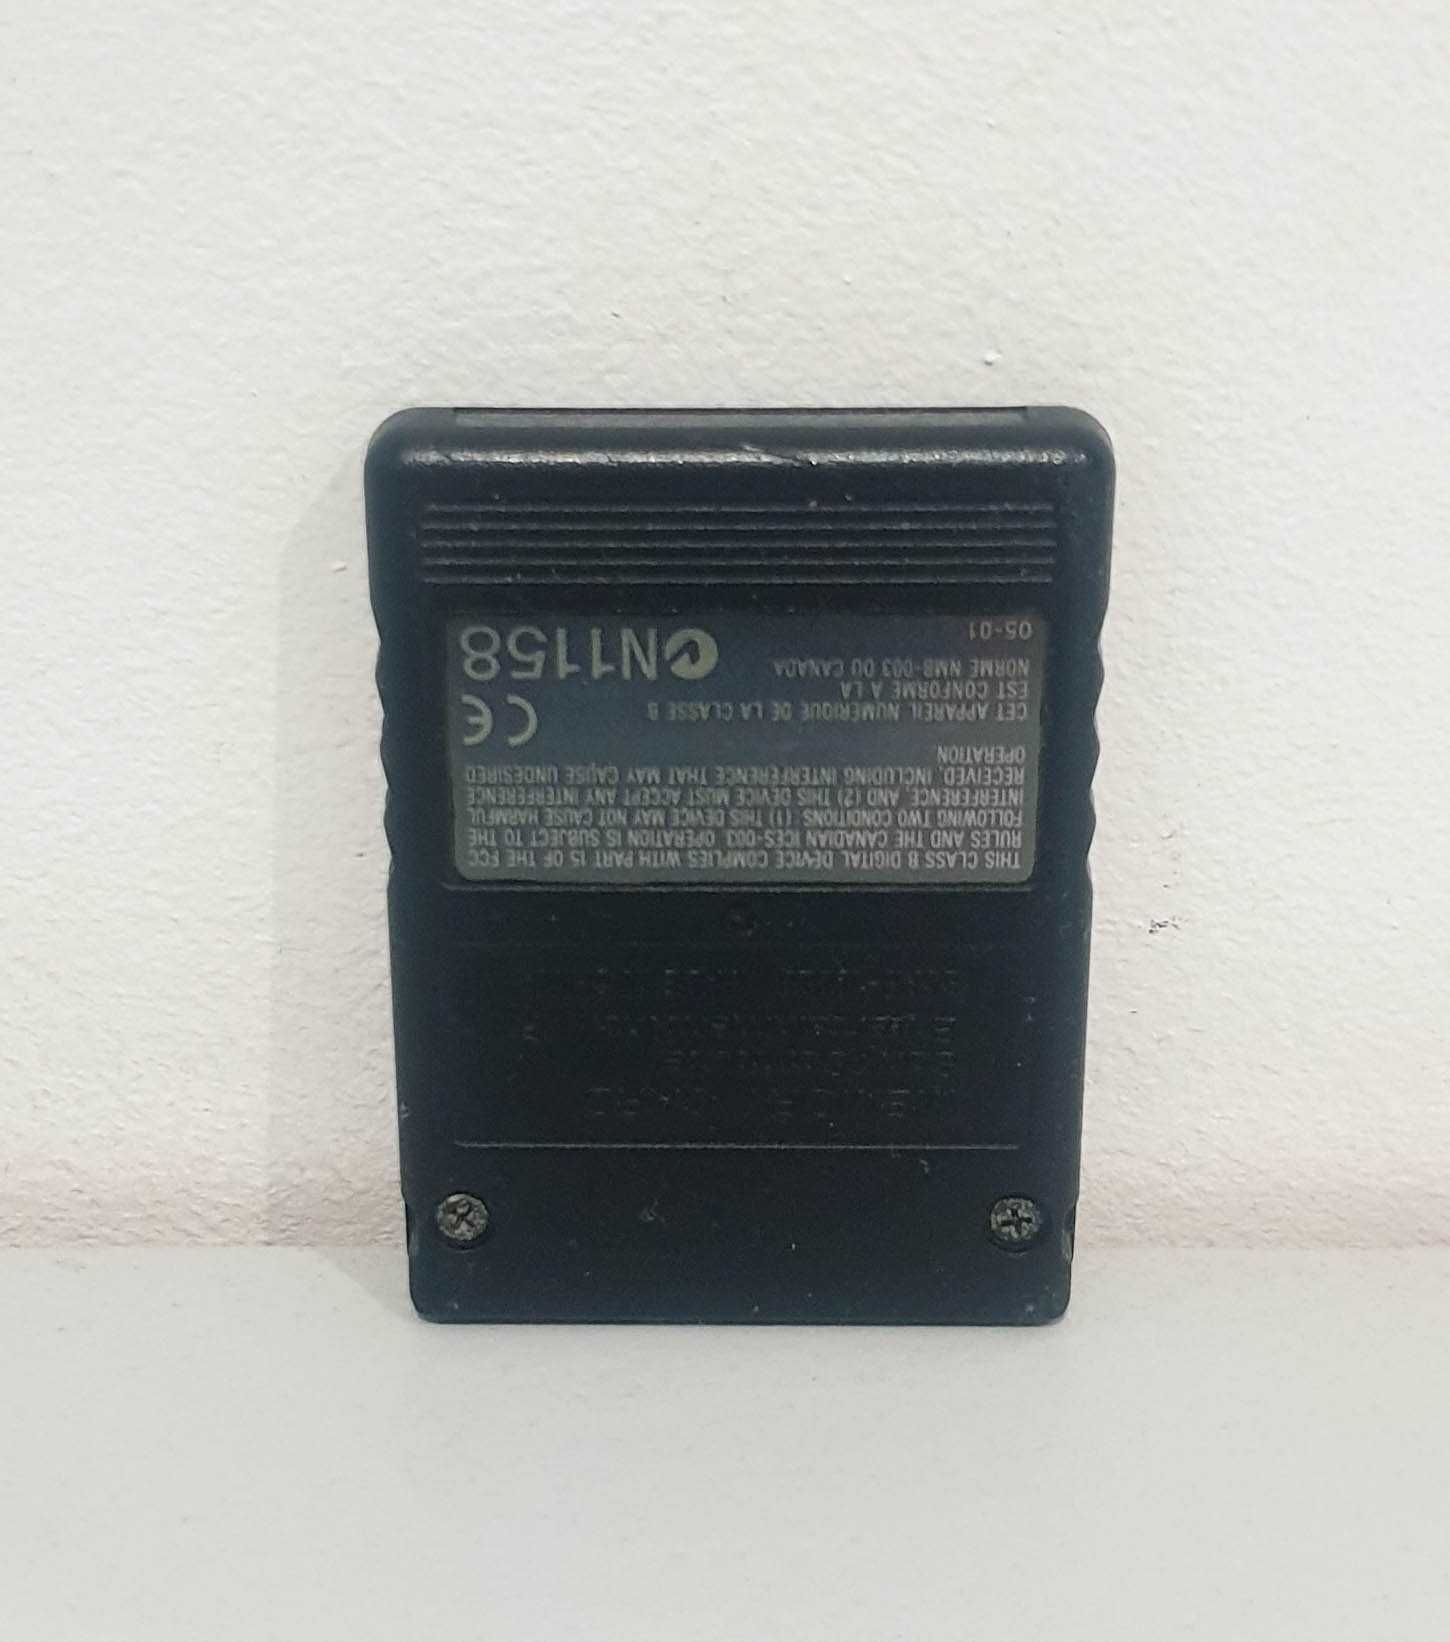 MEMORY CARD
THIS CLASS B DIGITAL DEVICE COMPLIES WITH PART 15 OF THE FCC
RULES AND THE CANADIAN ICES-003. OPERATION IS SUBJECT TO THE
FOLLOWING TWO CONDITIONS. (1) THIS DEVICE MAY NOT CAUSE HARMFUL
INTERFERENCE, AND (2) THIS DEVICE MUST ACCEPT ANY INTERFERENCE
RECEIVED, INCLUDING INTERFERENCE THAT MAY CAUSE UNDESIRED
OPERATION.
CET APPAREIL NUMERIQUE DE LA CLASSE B
EST CONFORME A LA
NORME NMB-003 DU CANADA
CE
N1158
05-01